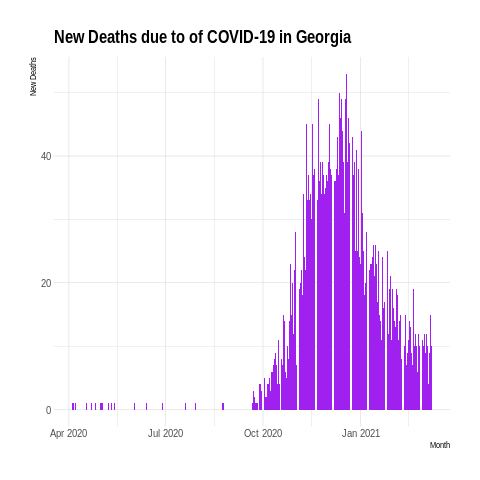 New Deaths due to of COVID-19 in Georgia
New Deaths
40
20
0
Apr 2020 Jul 2020 Oct 2020 Jan 2021
Month